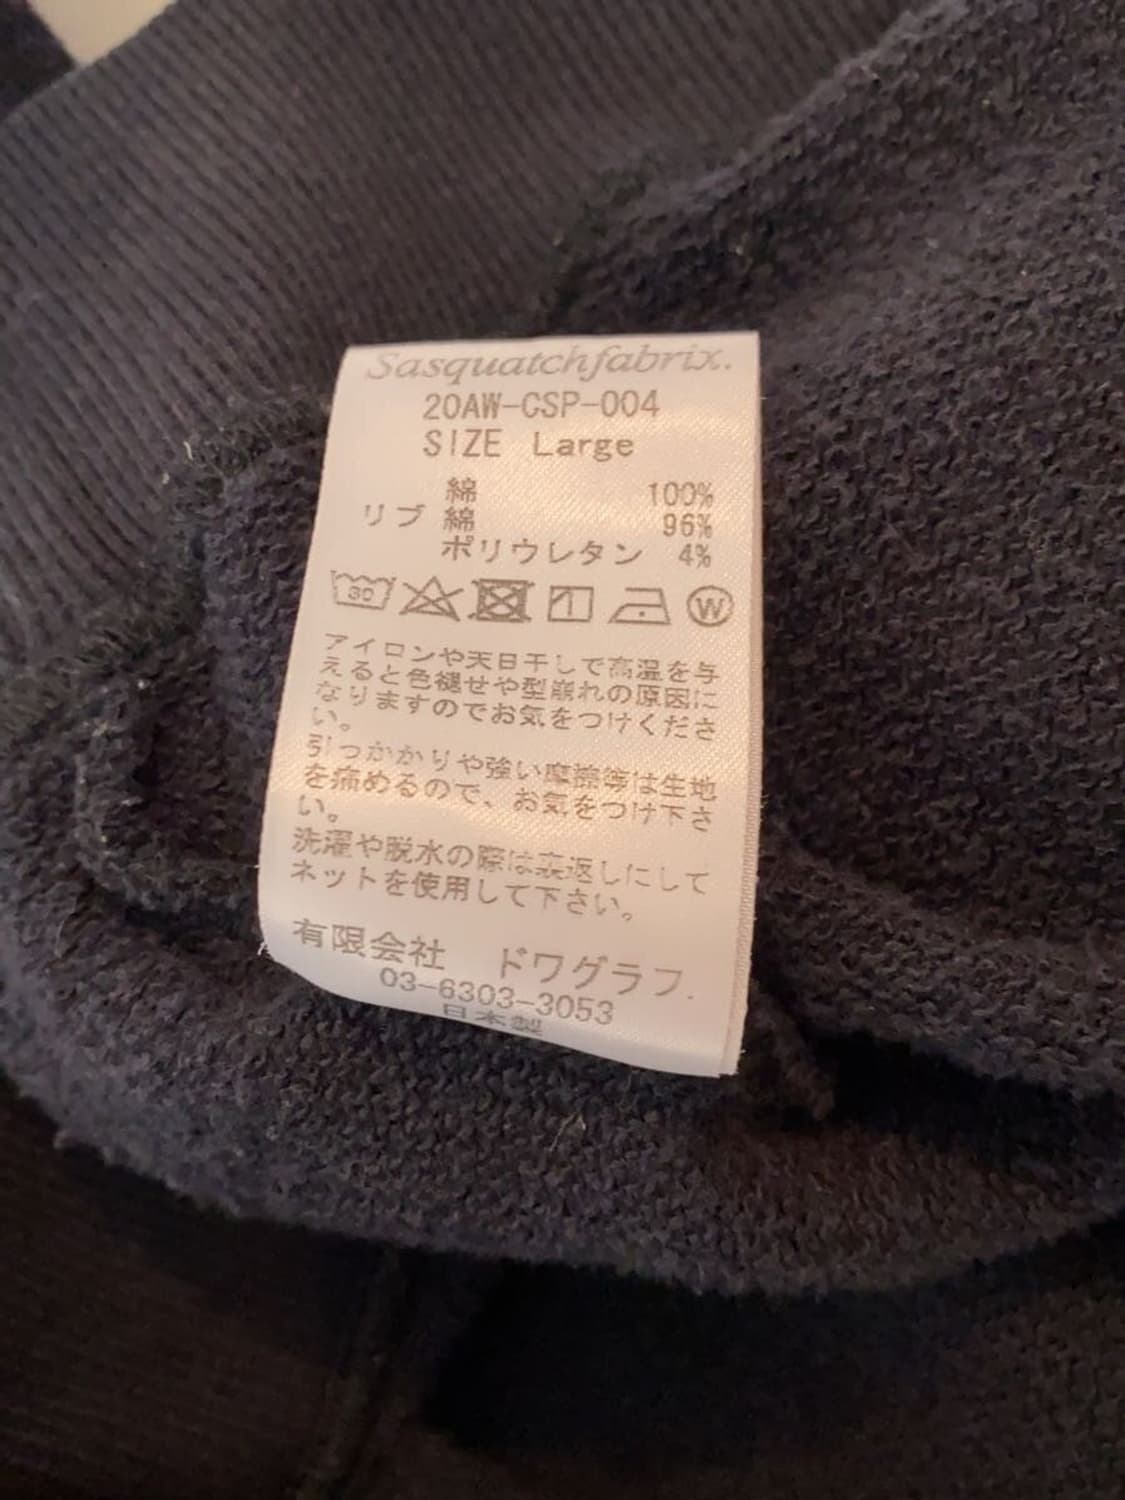 Sasquatchfabrix.
20AW-CSP-004
SIZE Large
綿 100%
リブ 綿 96%
ポリウレタン 4%
30 W
アイロンや天日干しで高温を与
えると色褪せや型崩れの原因に
なりますのでお気をつけくださ
い。
引っかかりや強い摩擦等は生地
を痛めるので、お気をつけ下さ
い。
洗濯や脱水の際は裏返しにして
ネットを使用して下さい。
有限会社 ドワグラフ.
03-6303-3053
日本製